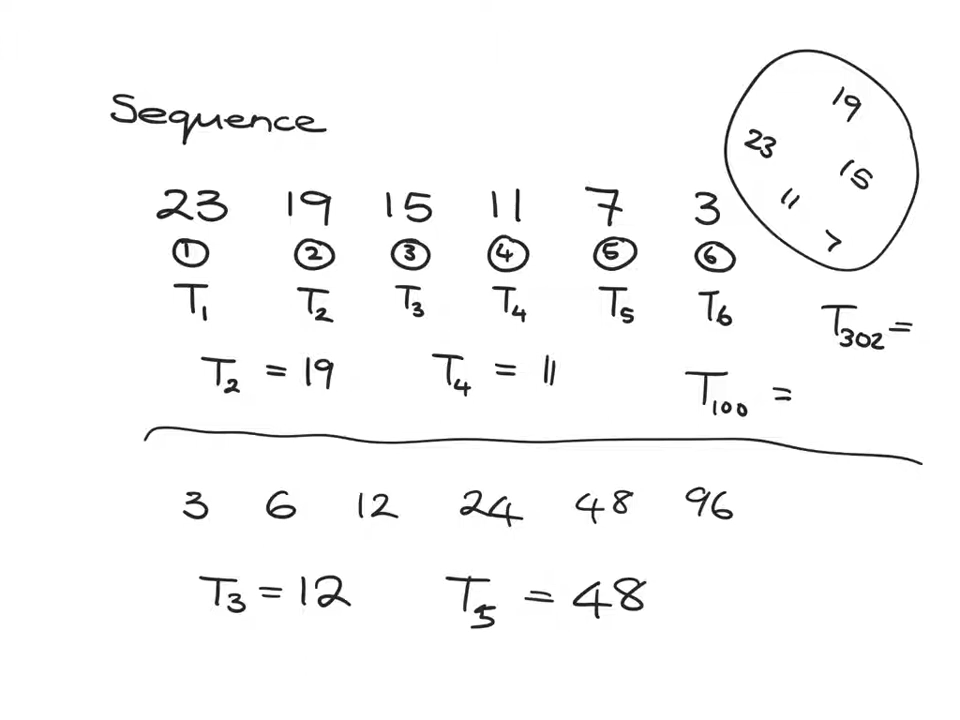 Sequence
19
23
15
11
7
23 19 15 11 7 3
① ② ③ ④ ⑤ ⑥
T₁ T₂ T₃ T₄ T₅ T₆
T₃₀₂ =
T₂ = 19 T₄ = 11 T₁₀₀ =
3 6 12 24 48 96
T₃ = 12 T₅ = 48